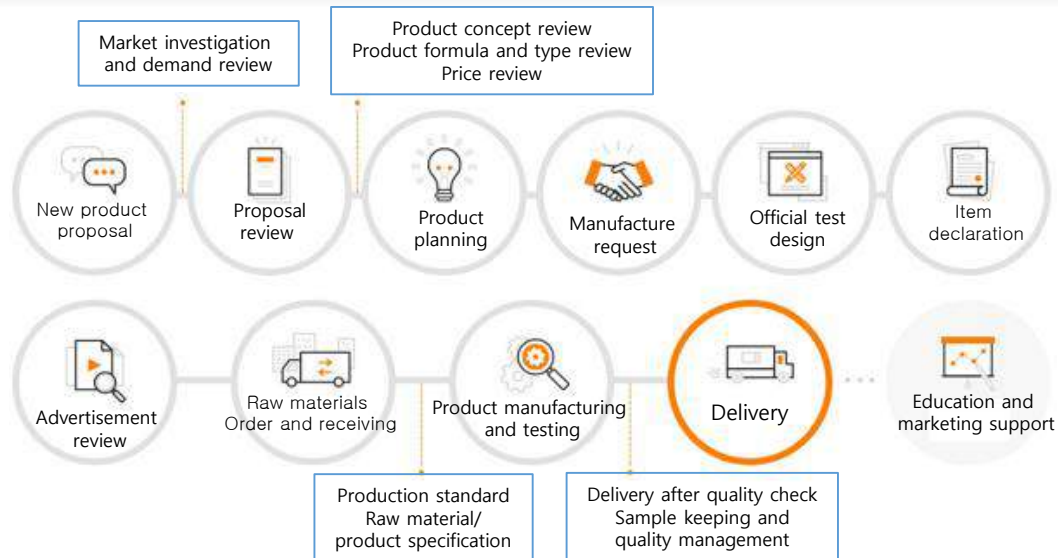 Market investigation
and demand review
Product concept review
Product formula and type review
Price review
New product
proposal
Proposal
review
Product
planning
Manufacture
request
Official test
design
Item
declaration
Advertisement
review
Raw materials
Order and receiving
Product manufacturing
and testing
Delivery
Education and
marketing support
Production standard
Raw material/
product specification
Delivery after quality check
Sample keeping and
quality management